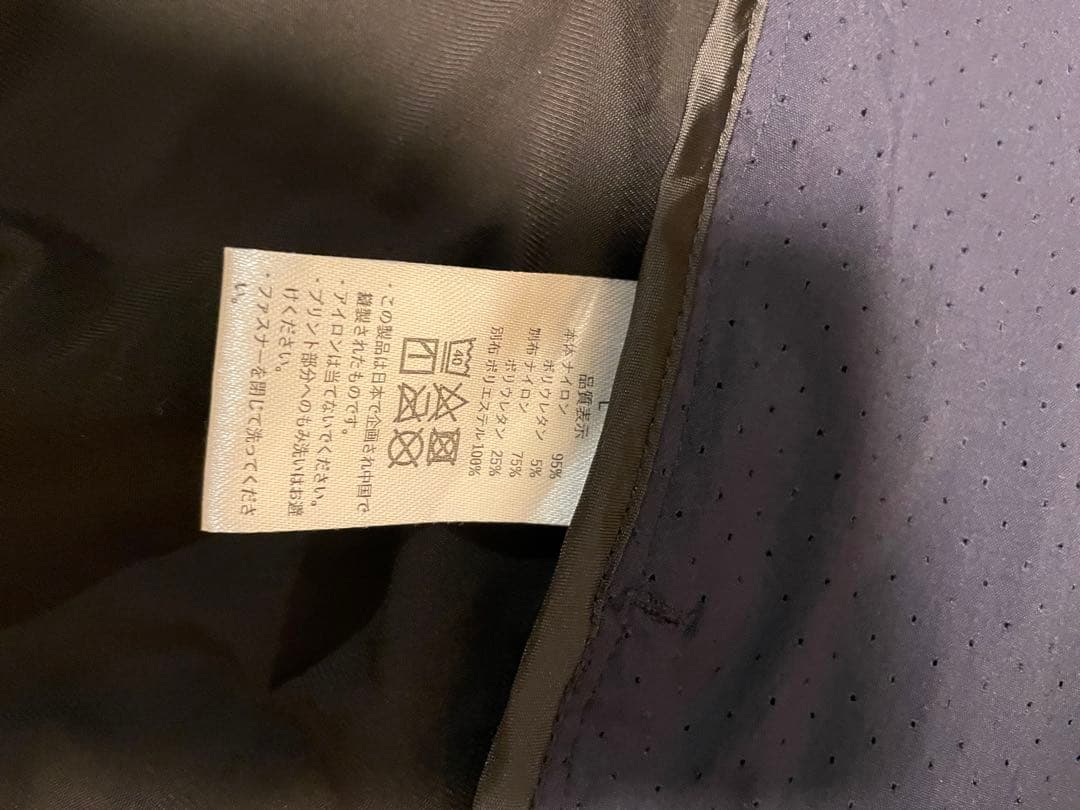 L
品質表示
本体 ナイロン 95%
ポリウレタン 5%
別布 ナイロン 75%
ポリウレタン 25%
別布 ポリエステル 100%
40
・この製品は日本で企画され中国で
縫製されたものです。
・アイロンは当てないでください。
・プリント部分へのもみ洗いはお避
けください。
・ファスナーを閉じて洗ってくださ
い。